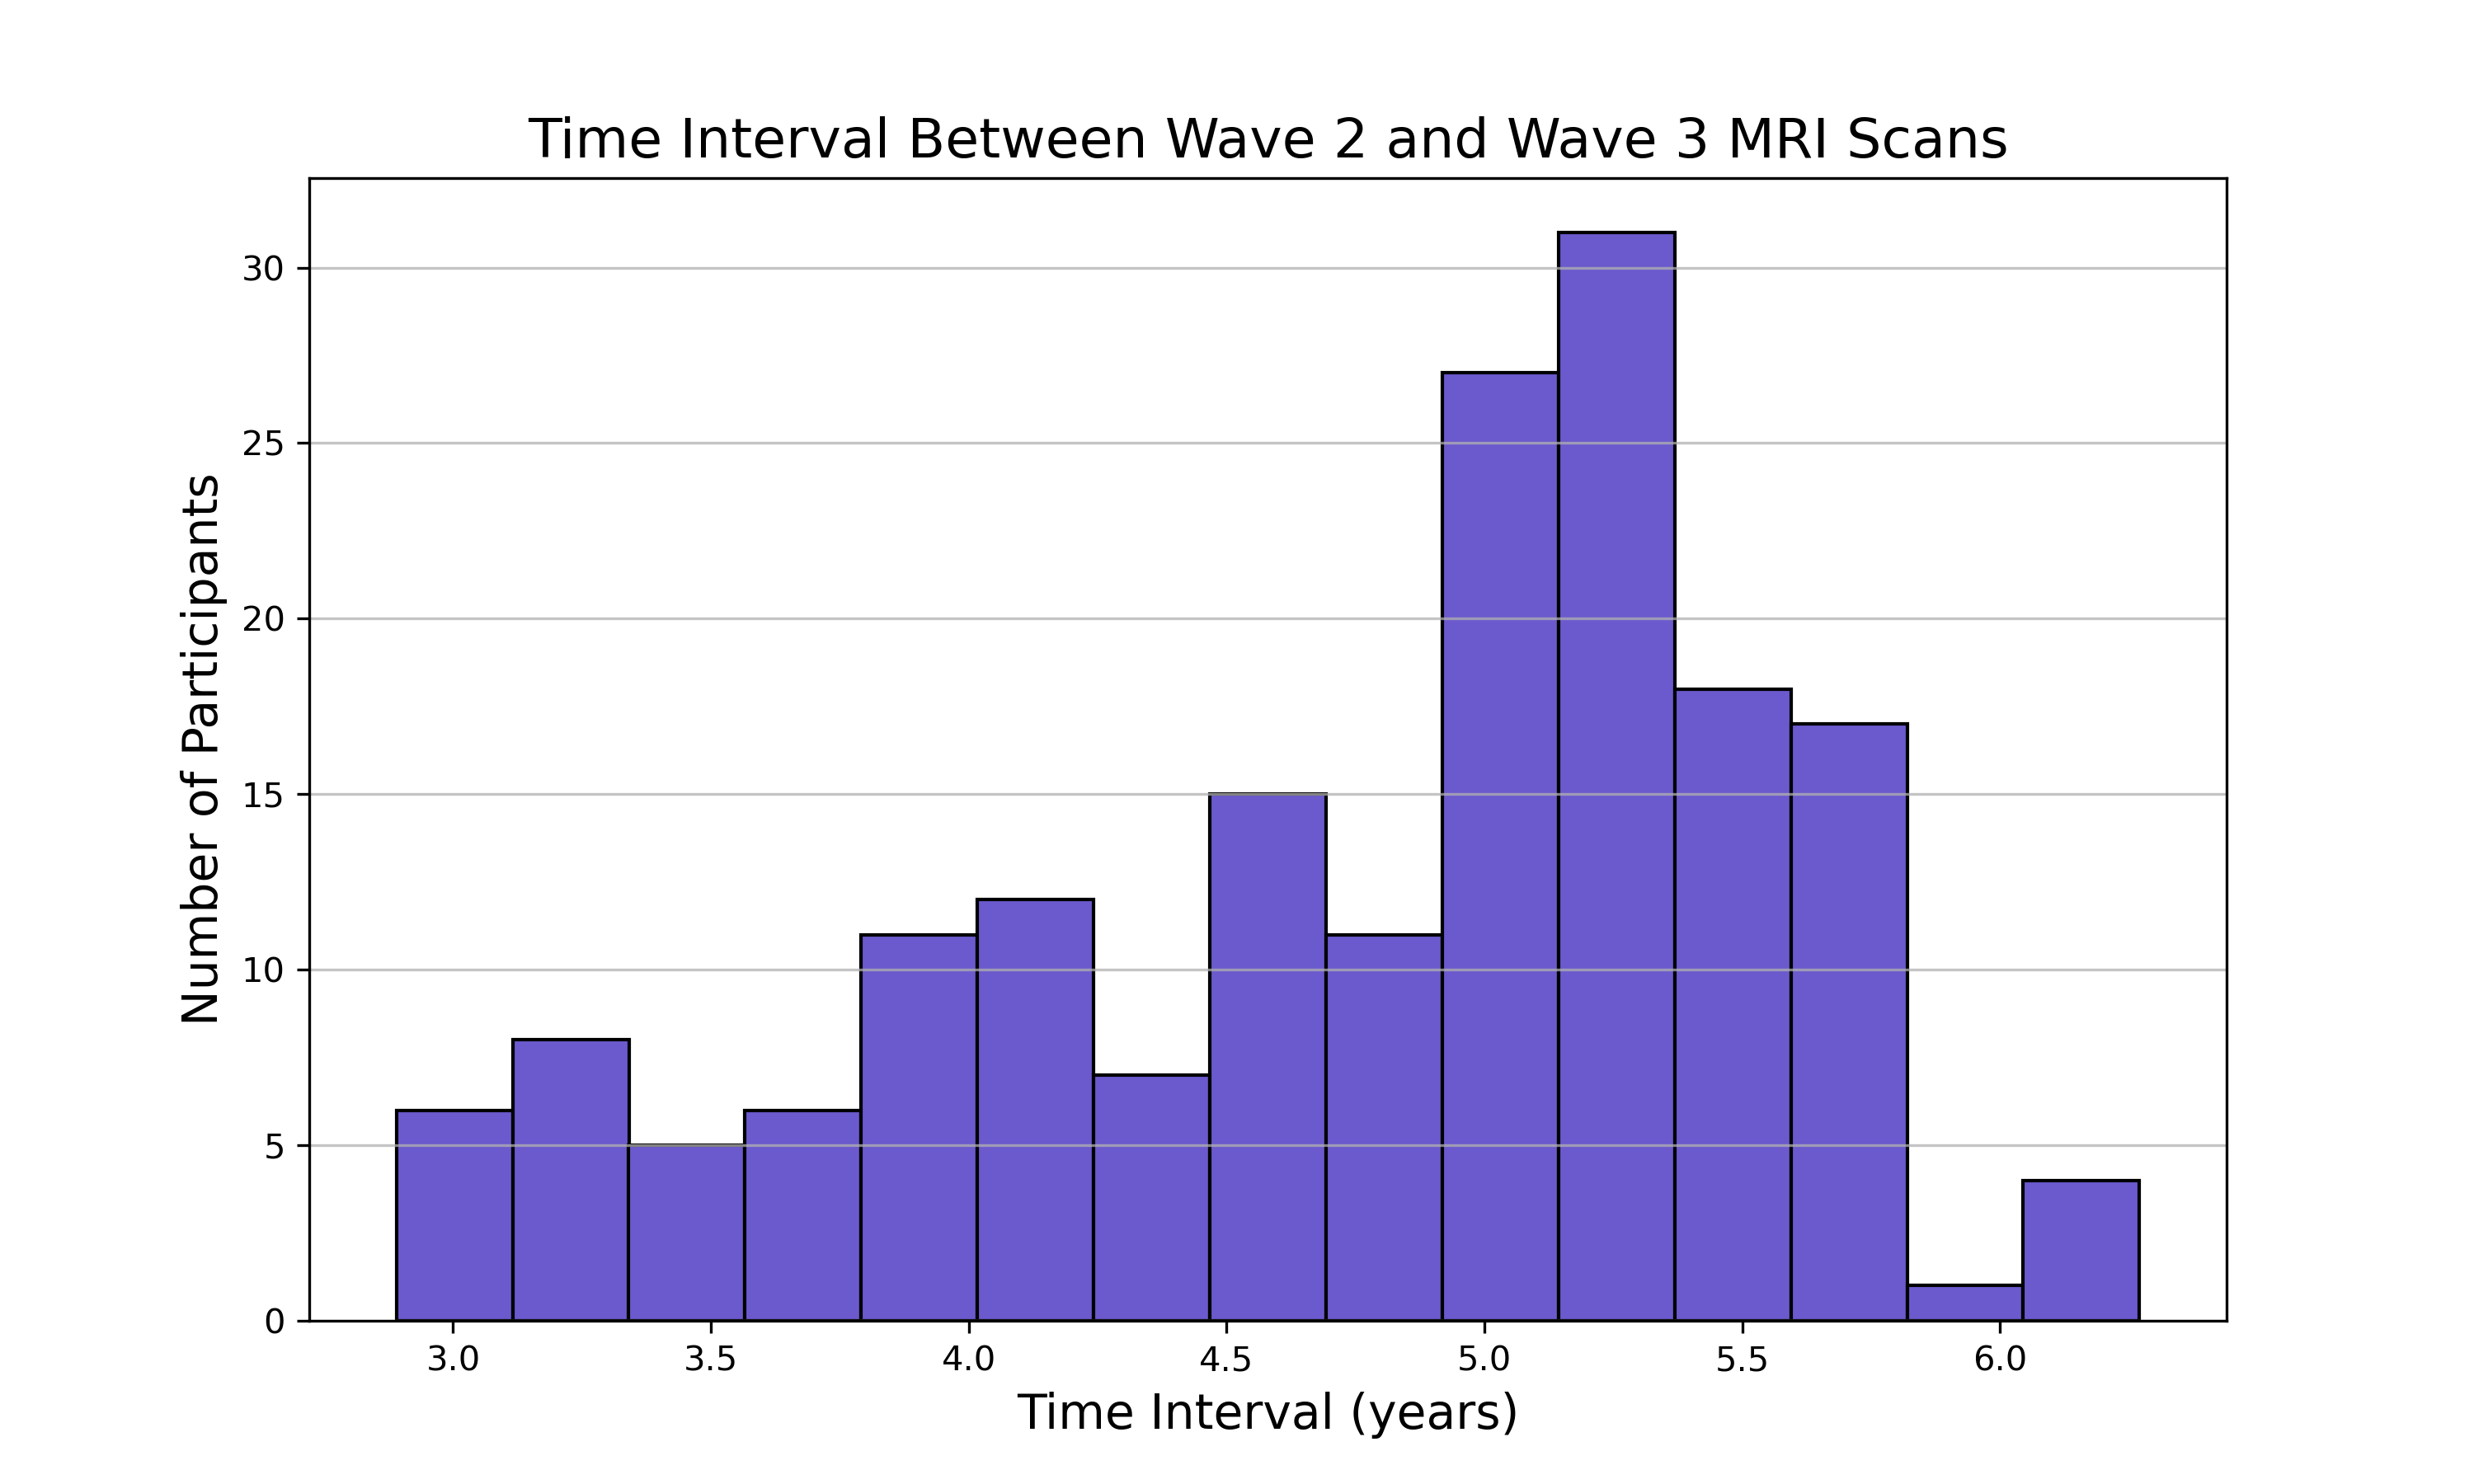 Time Interval Between Wave 2 and Wave 3 MRI Scans
Number of Participants
30
25
20
15
10
5
0
3.0 3.5 4.0 4.5 5.0 5.5 6.0
Time Interval (years)